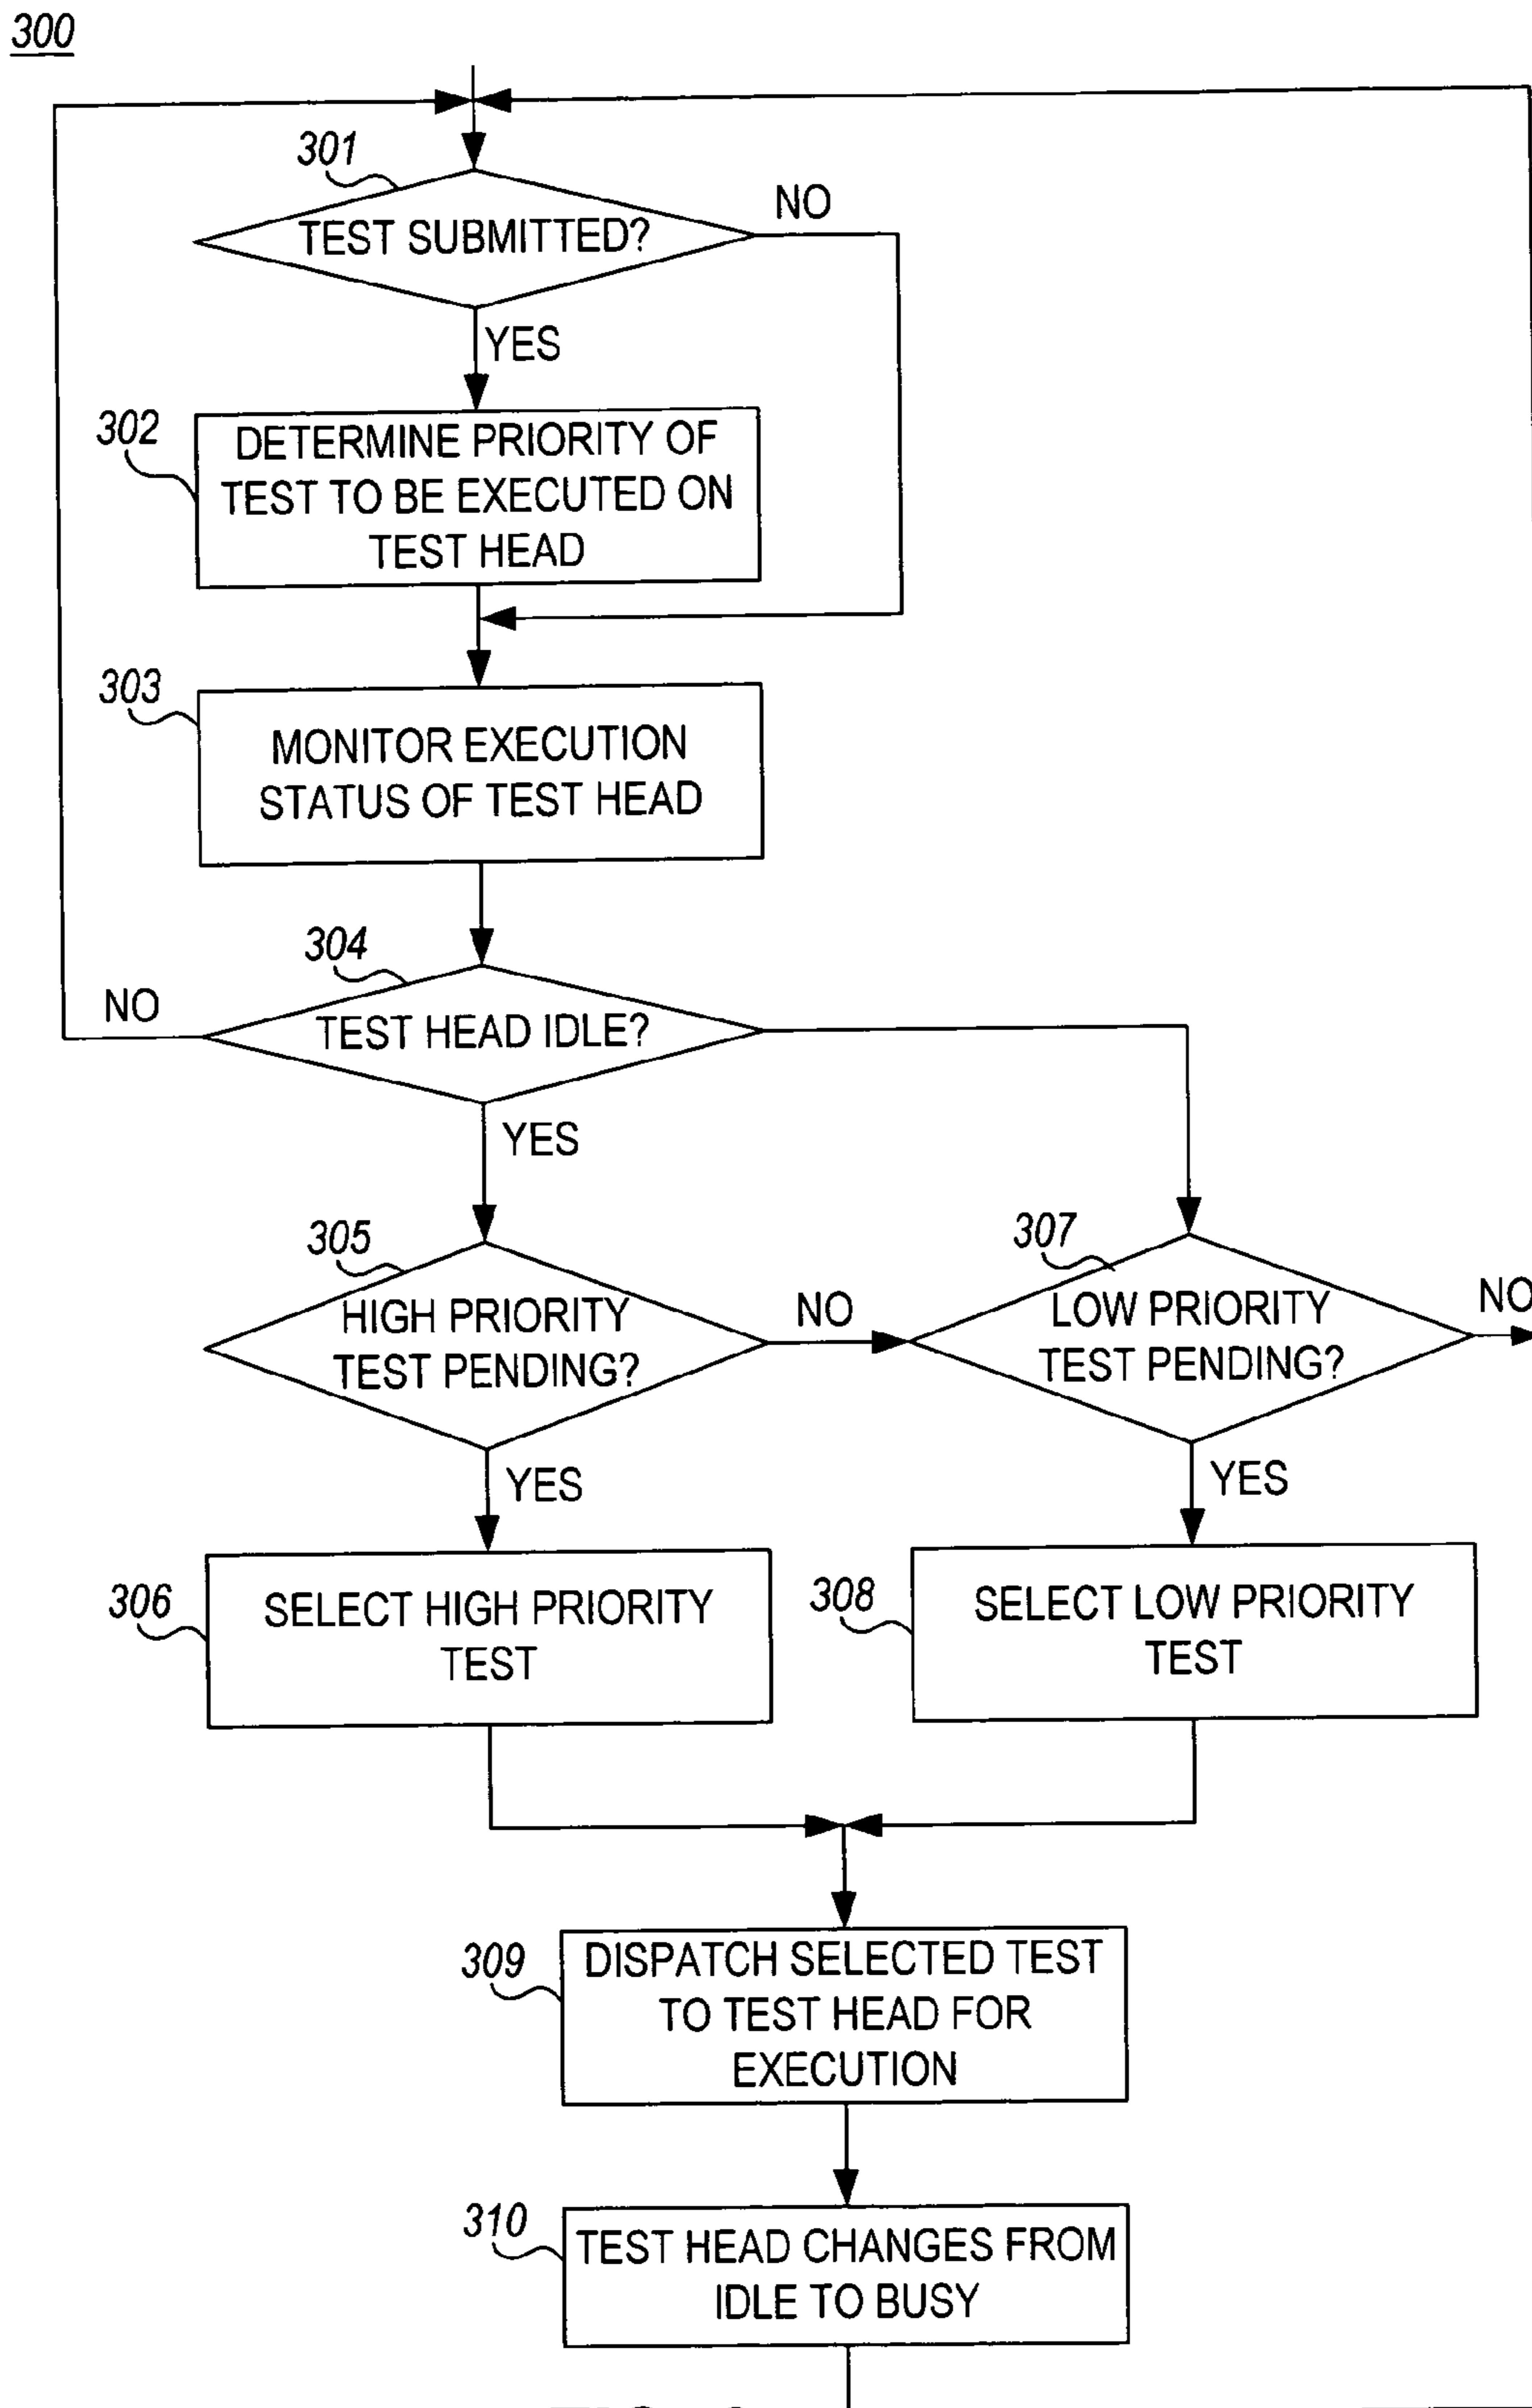 300
301
TEST SUBMITTED?
NO
YES
302
DETERMINE PRIORITY OF
TEST TO BE EXECUTED ON
TEST HEAD
303
MONITOR EXECUTION
STATUS OF TEST HEAD
304
NO
TEST HEAD IDLE?
YES
305
HIGH PRIORITY
TEST PENDING?
NO
307
LOW PRIORITY
TEST PENDING?
NO
YES
YES
306
SELECT HIGH PRIORITY
TEST
308
SELECT LOW PRIORITY
TEST
309
DISPATCH SELECTED TEST
TO TEST HEAD FOR
EXECUTION
310
TEST HEAD CHANGES FROM
IDLE TO BUSY